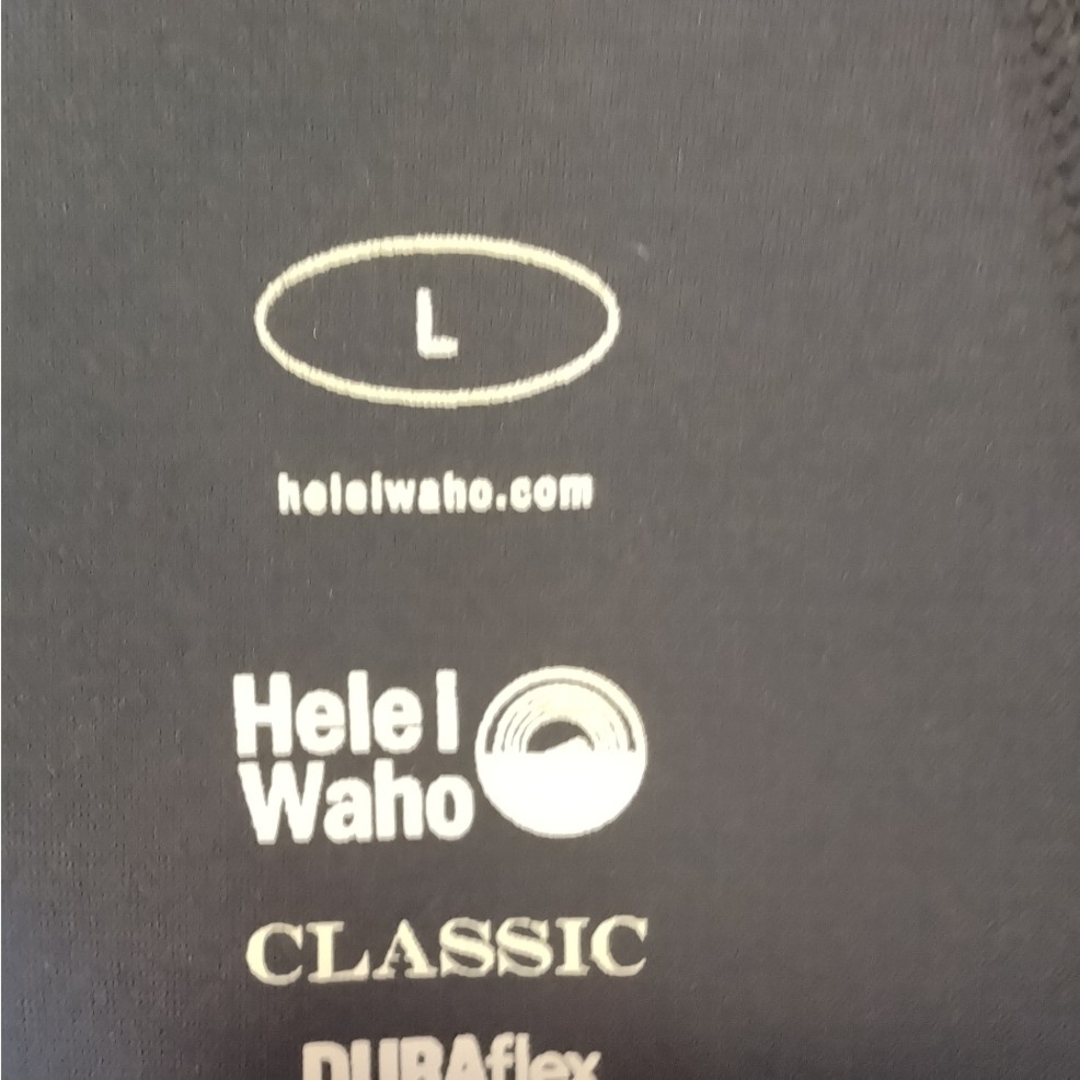 L
heleiwaho.com
Hele I
Waho
CLASSIC
DURAflex